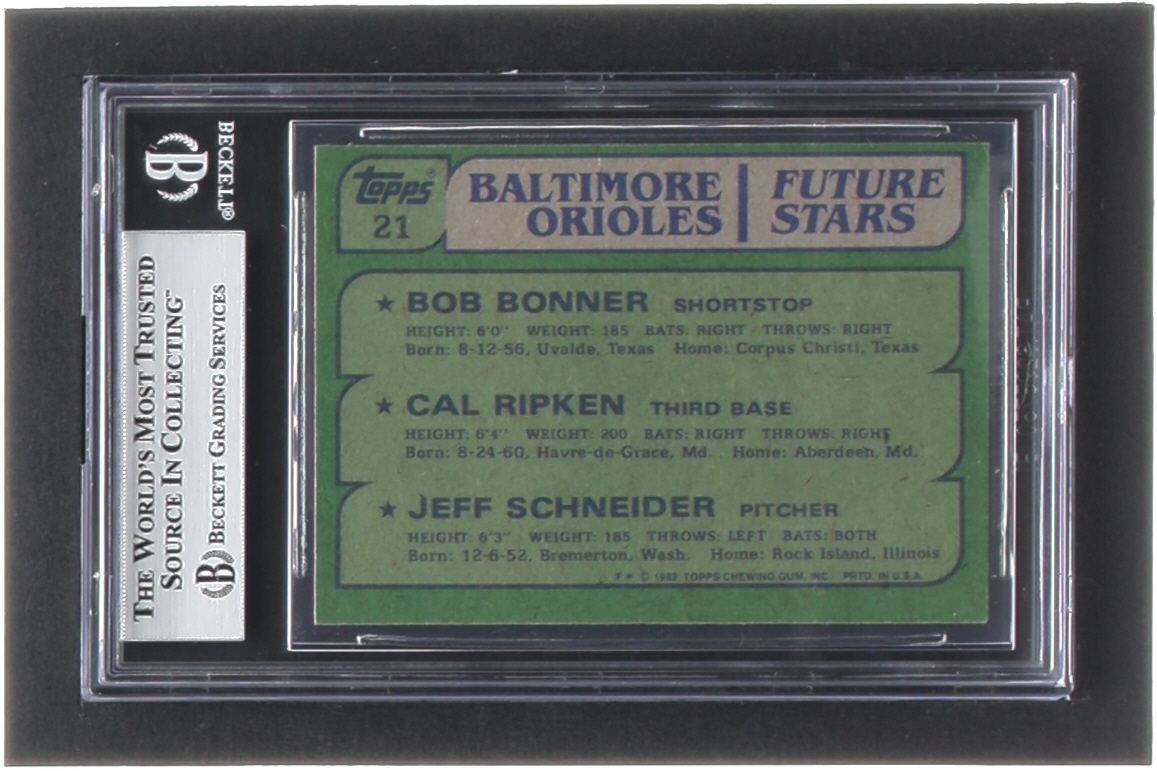 BECKETT®
B
THE WORLD'S MOST TRUSTED
SOURCE IN COLLECTING™
B BECKETT GRADING SERVICES
Topps®
21
BALTIMORE
ORIOLES
FUTURE
STARS
★ BOB BONNER SHORTSTOP
HEIGHT: 6'0" WEIGHT: 185 BATS: RIGHT THROWS: RIGHT
Born: 8-12-56, Uvalde, Texas Home: Corpus Christi, Texas
★ CAL RIPKEN THIRD BASE
HEIGHT: 6'4" WEIGHT: 200 BATS: RIGHT THROWS: RIGHT
Born: 8-24-60, Havre-de-Grace, Md. Home: Aberdeen, Md.
★ JEFF SCHNEIDER PITCHER
HEIGHT: 6'3" WEIGHT: 185 THROWS: LEFT BATS: BOTH
Born: 12-6-52, Bremerton, Wash. Home: Rock Island, Illinois
F* © 1982 TOPPS CHEWING GUM, INC. PRTD. IN U.S.A.